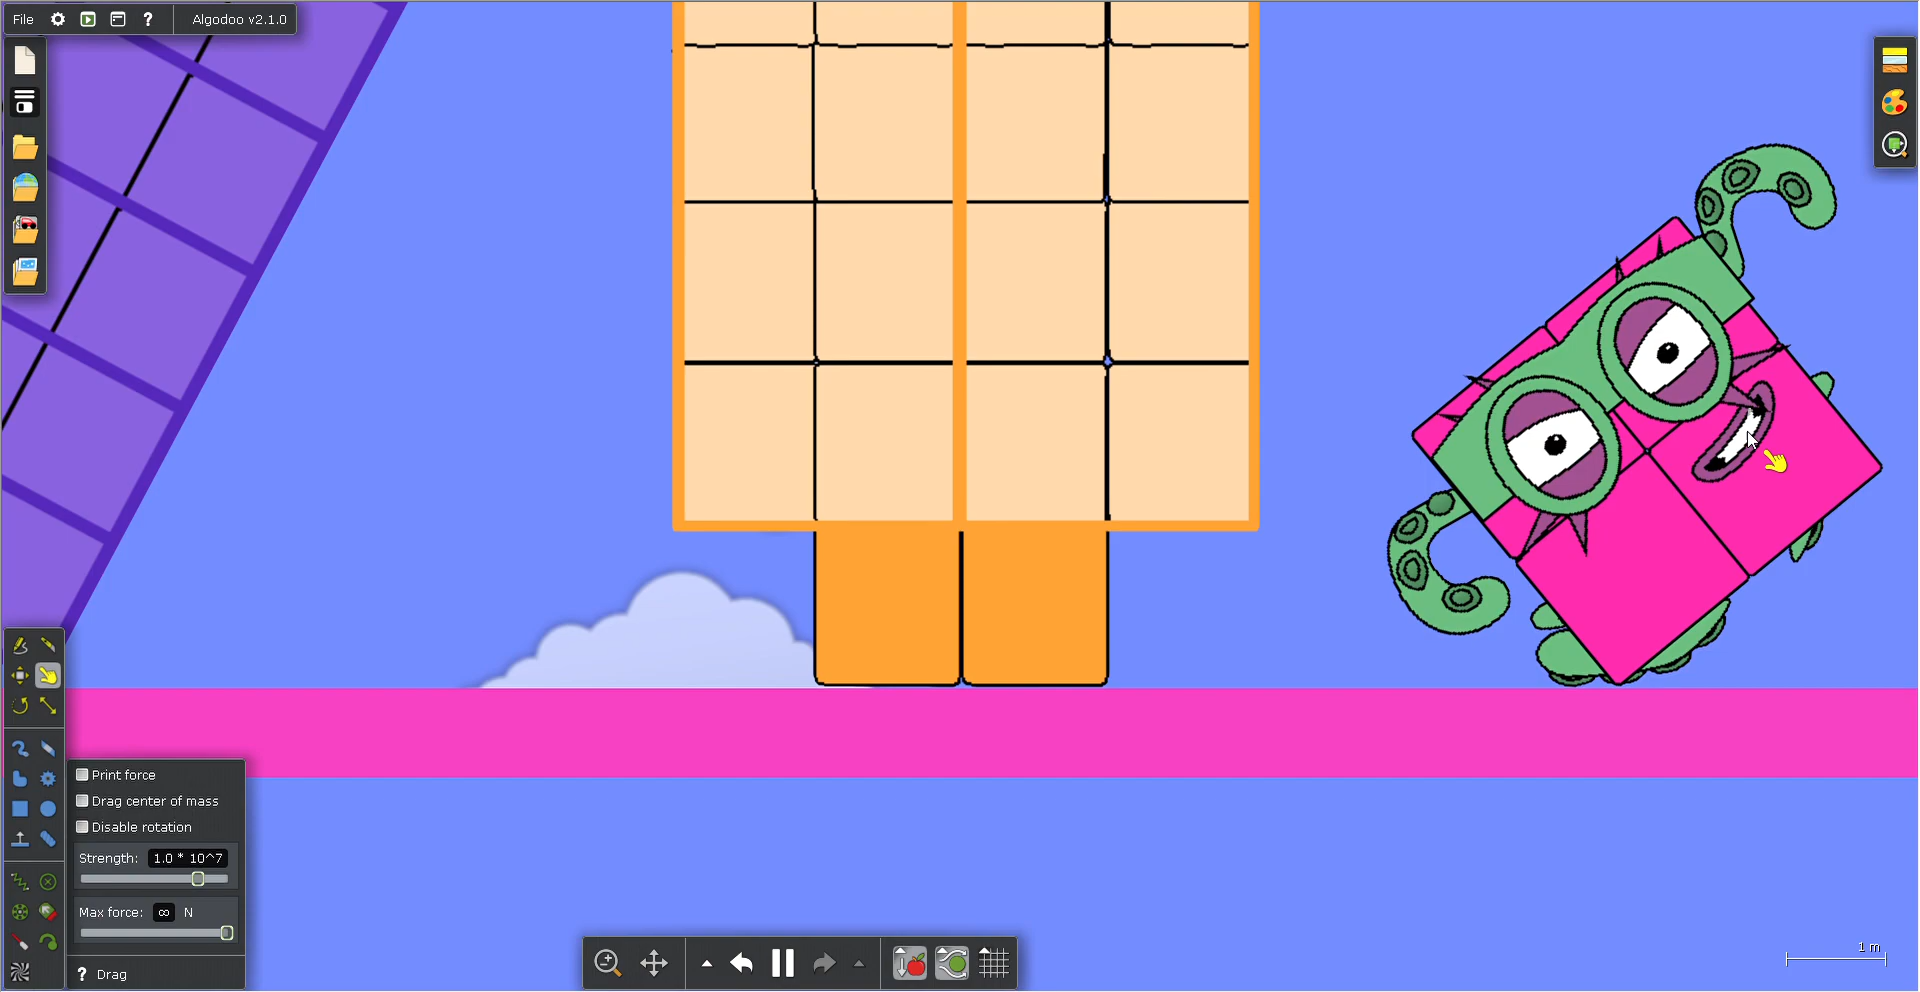 File ? Algodoo v2.1.0
Print force
Drag center of mass
Disable rotation
Strength: 1.0 * 10^7
Max force: ∞ N
? Drag
1 m